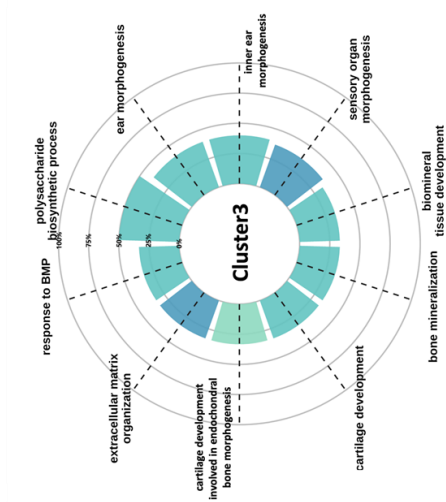 inner ear
morphogenesis
sensory organ
morphogenesis
biomineral
tissue development
bone mineralization
cartilage development
cartilage development
involved in endochondral
bone morphogenesis
extracellular matrix
organization
response to BMP
polysaccharide
biosynthetic process
ear morphogenesis
100%
75%
50%
25%
0%
Cluster3